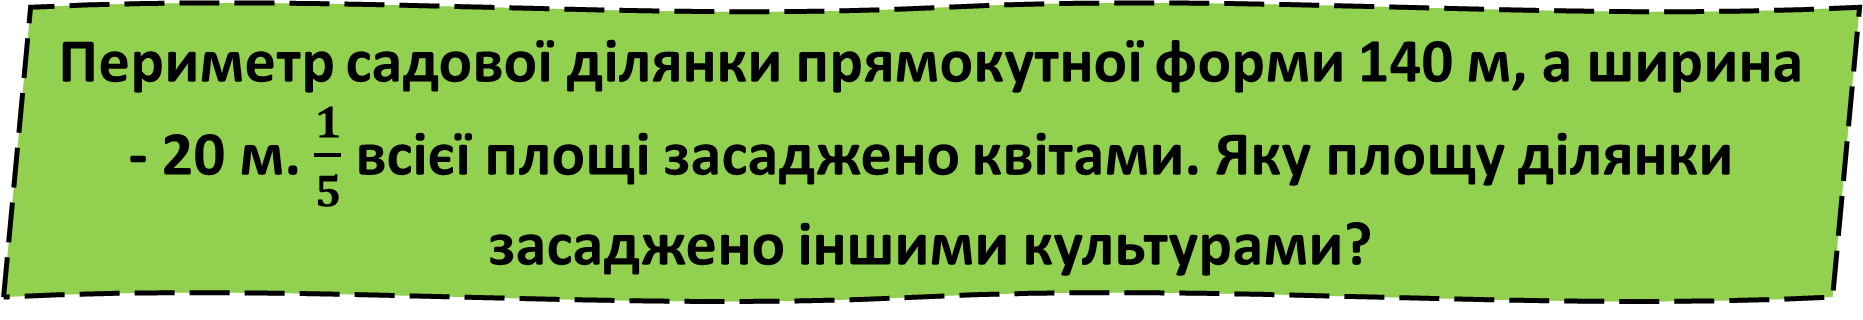 Периметр садової ділянки прямокутної форми 140 м, а ширина
- 20 м. 1/5 всієї площі засаджено квітами. Яку площу ділянки
засаджено іншими культурами?